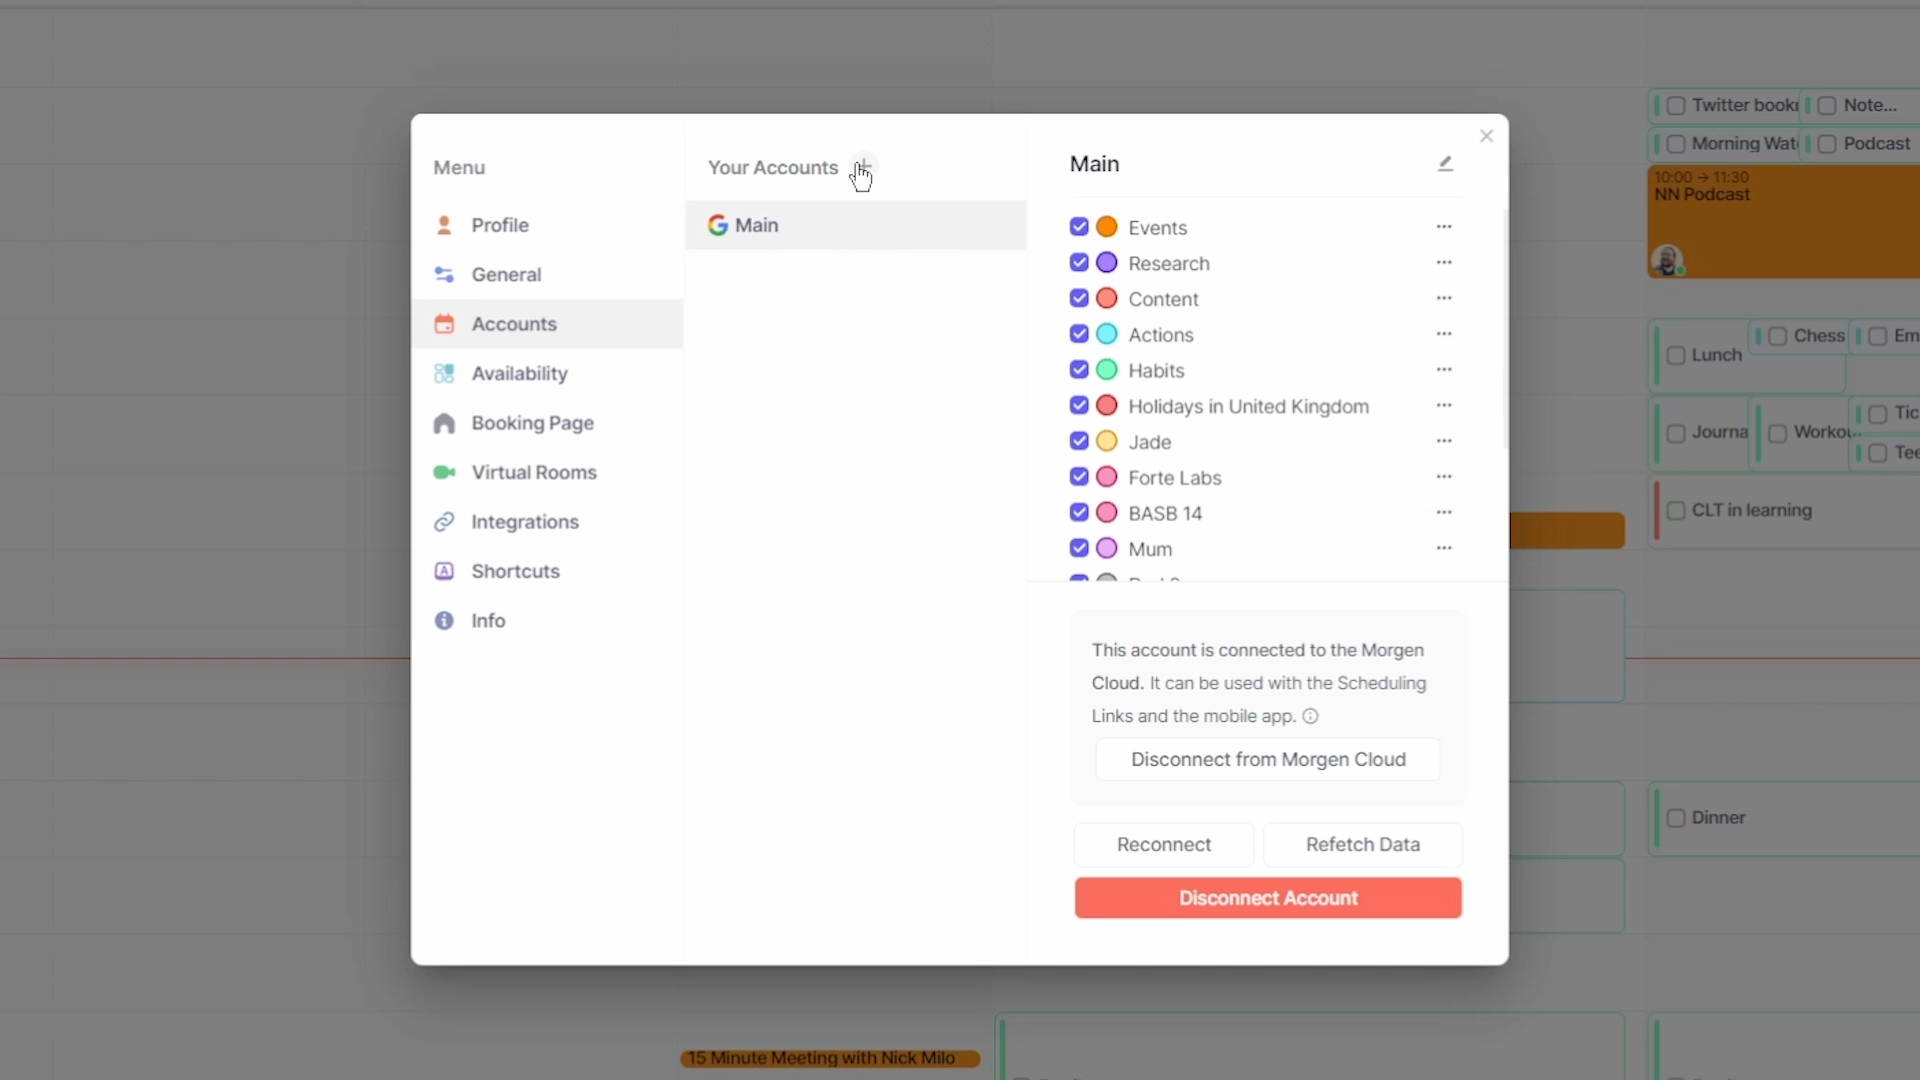 Menu
Profile
General
Accounts
Availability
Booking Page
Virtual Rooms
Integrations
Shortcuts
Info
Your Accounts
Main
Main
Events
Research
Content
Actions
Habits
Holidays in United Kingdom
Jade
Forte Labs
BASB 14
Mum
This account is connected to the Morgen
Cloud. It can be used with the Scheduling
Links and the mobile app.
Disconnect from Morgen Cloud
Reconnect
Refetch Data
Disconnect Account
Twitter book
Note...
Morning Wat
Podcast
10:00 → 11:30
NN Podcast
Lunch
Chess
Em
Journa
Workou...
Tic
Tee
CLT in learning
Dinner
15 Minute Meeting with Nick Milo